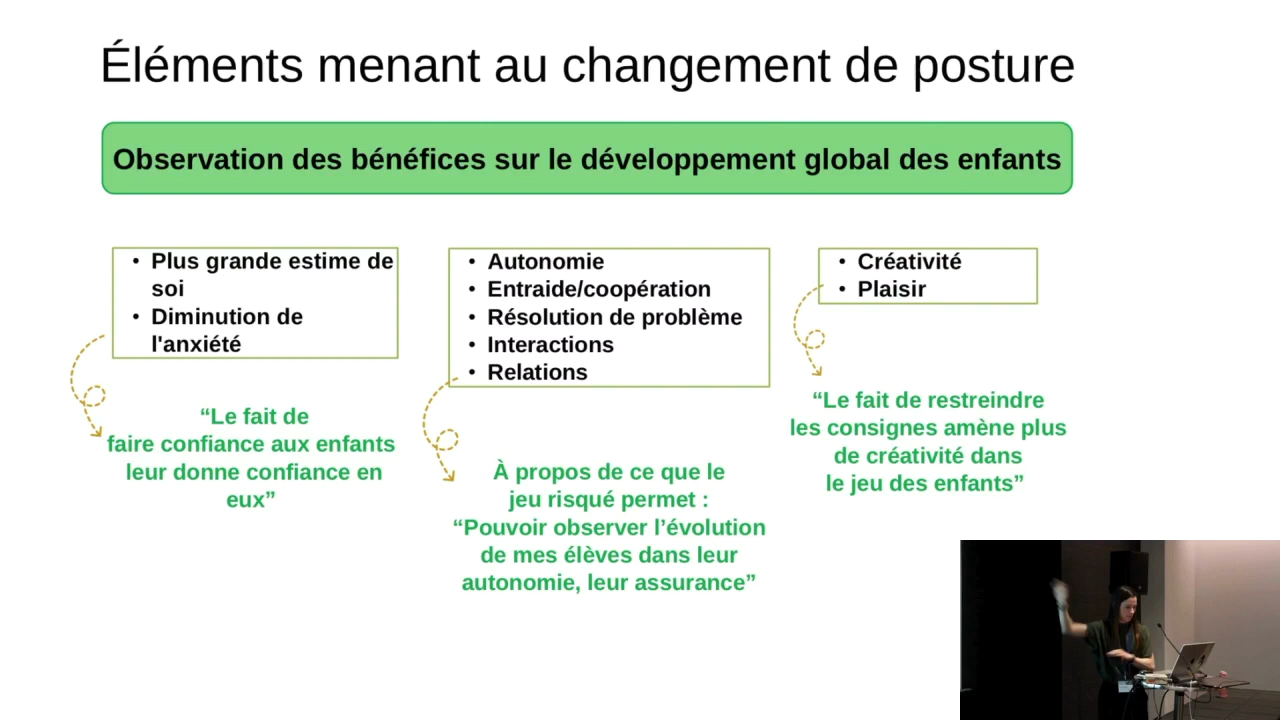 Éléments menant au changement de posture
Observation des bénéfices sur le développement global des enfants
• Plus grande estime de
soi
• Diminution de
l'anxiété
“Le fait de
faire confiance aux enfants
leur donne confiance en
eux”
• Autonomie
• Entraide/coopération
• Résolution de problème
• Interactions
• Relations
À propos de ce que le
jeu risqué permet :
“Pouvoir observer l’évolution
de mes élèves dans leur
autonomie, leur assurance”
• Créativité
• Plaisir
“Le fait de restreindre
les consignes amène plus
de créativité dans
le jeu des enfants”